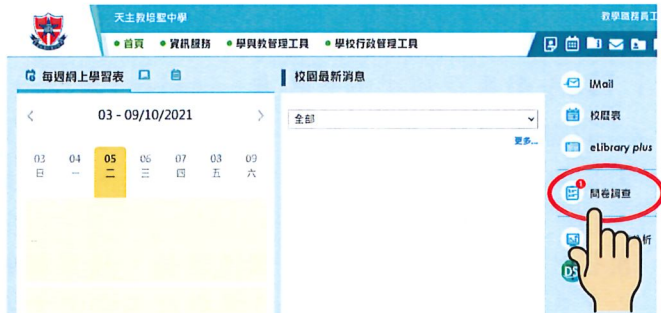 天主教培聖中學
教學職務員工
首頁
資訊服務
學與教管理工具
學校行政管理工具
每週網上學習表
校園最新消息
iMail
03 - 09/10/2021
全部
校曆表
更多...
eLibrary plus
03 04 05 06 07 08 09
日 一 二 三 四 五 六
1
問卷調查
析
DS